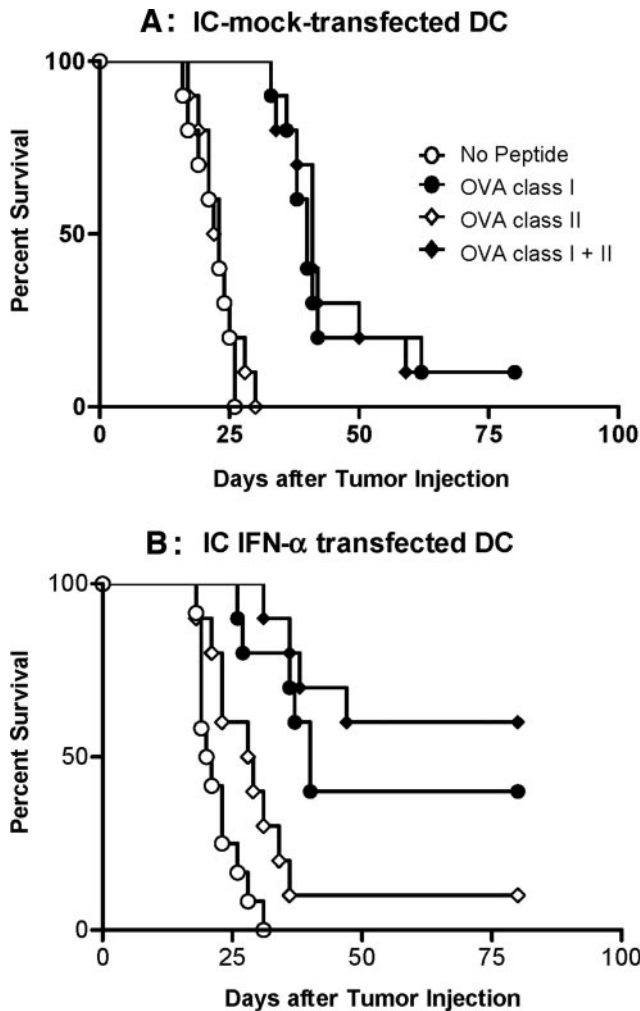 A: IC-mock-transfected DC
100
50
0
Percent Survival
No Peptide
OVA class I
OVA class II
OVA class I + II
0 25 50 75 100
Days after Tumor Injection
B: IC IFN-α transfected DC
100
50
0
Percent Survival
0 25 50 75 100
Days after Tumor Injection